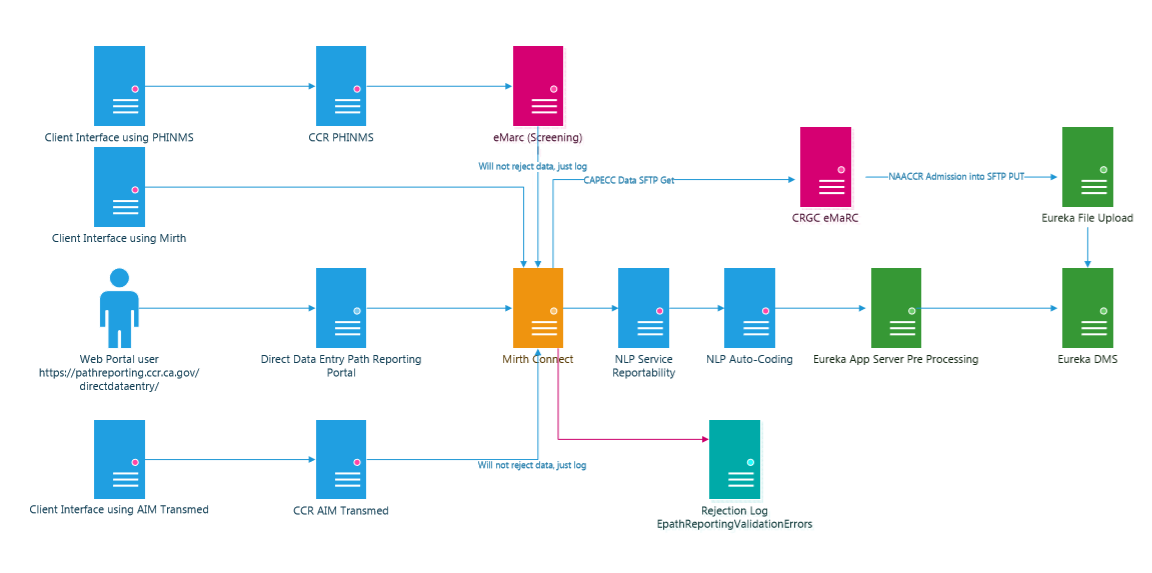 Client Interface using PHINMS
CCR PHINMS
eMarc (Screening)
Will not reject data, just log
CAPECC Data SFTP Get
NAACCR Admission into SFTP PUT
Client Interface using Mirth
CRGC eMaRC
Eureka File Upload
Web Portal user
https://pathreporting.ccr.ca.gov/
directdataentry/
Direct Data Entry Path Reporting
Portal
Mirth Connect
NLP Service
Reportability
NLP Auto-Coding
Eureka App Server Pre Processing
Eureka DMS
Will not reject data, just log
Client Interface using AIM Transmed
CCR AIM Transmed
Rejection Log
EpathReportingValidationErrors